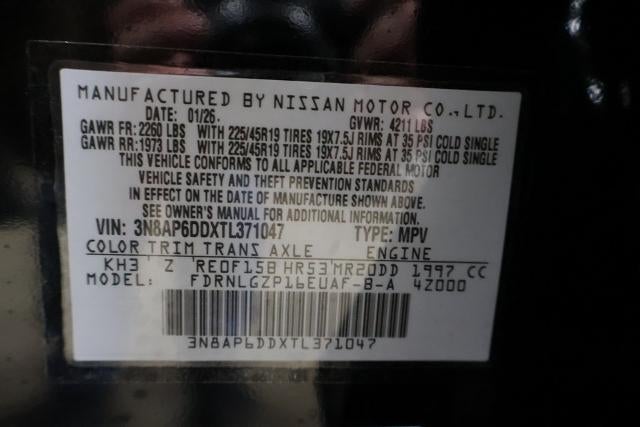 MANUFACTURED BY NISSAN MOTOR CO., LTD.
DATE: 01/26. GVWR: 4211 LBS
GAWR FR: 2260 LBS WITH 225/45R19 TIRES 19X7.5J RIMS AT 35 PSI COLD SINGLE
GAWR RR: 1973 LBS WITH 225/45R19 TIRES 19X7.5J RIMS AT 35 PSI COLD SINGLE
THIS VEHICLE CONFORMS TO ALL APPLICABLE FEDERAL MOTOR
VEHICLE SAFETY AND THEFT PREVENTION STANDARDS
IN EFFECT ON THE DATE OF MANUFACTURE SHOWN ABOVE.
SEE OWNER'S MANUAL FOR ADDITIONAL INFORMATION.
VIN: 3N8AP6DDXTL371047 TYPE: MPV
COLOR TRIM TRANS AXLE ENGINE
KH3 Z RE0F15B HR53 MR20DD 1997 CC
MODEL: FDRNLGZP16EUAF-B-A 4Z000
3N8AP6DDXTL371047